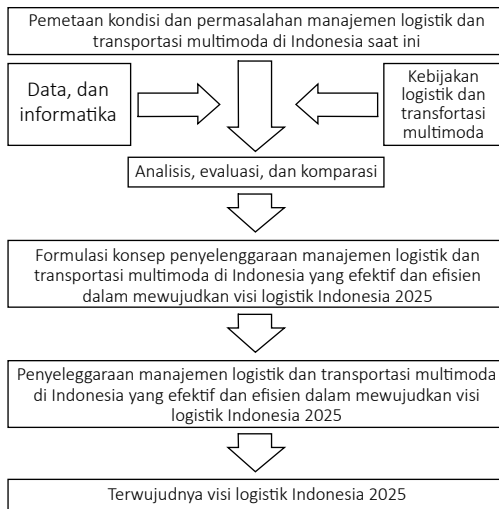 Pemetaan kondisi dan permasalahan manajemen logistik dan
transportasi multimoda di Indonesia saat ini
Data, dan
informatika
Kebijakan
logistik dan
transfortasi
multimoda
Analisis, evaluasi, dan komparasi
Formulasi konsep penyelenggaraan manajemen logistik dan
transportasi multimoda di Indonesia yang efektif dan efisien
dalam mewujudkan visi logistik Indonesia 2025
Penyeleggaraan manajemen logistik dan transportasi multimoda
di Indonesia yang efektif dan efisien dalam mewujudkan visi
logistik Indonesia 2025
Terwujudnya visi logistik Indonesia 2025